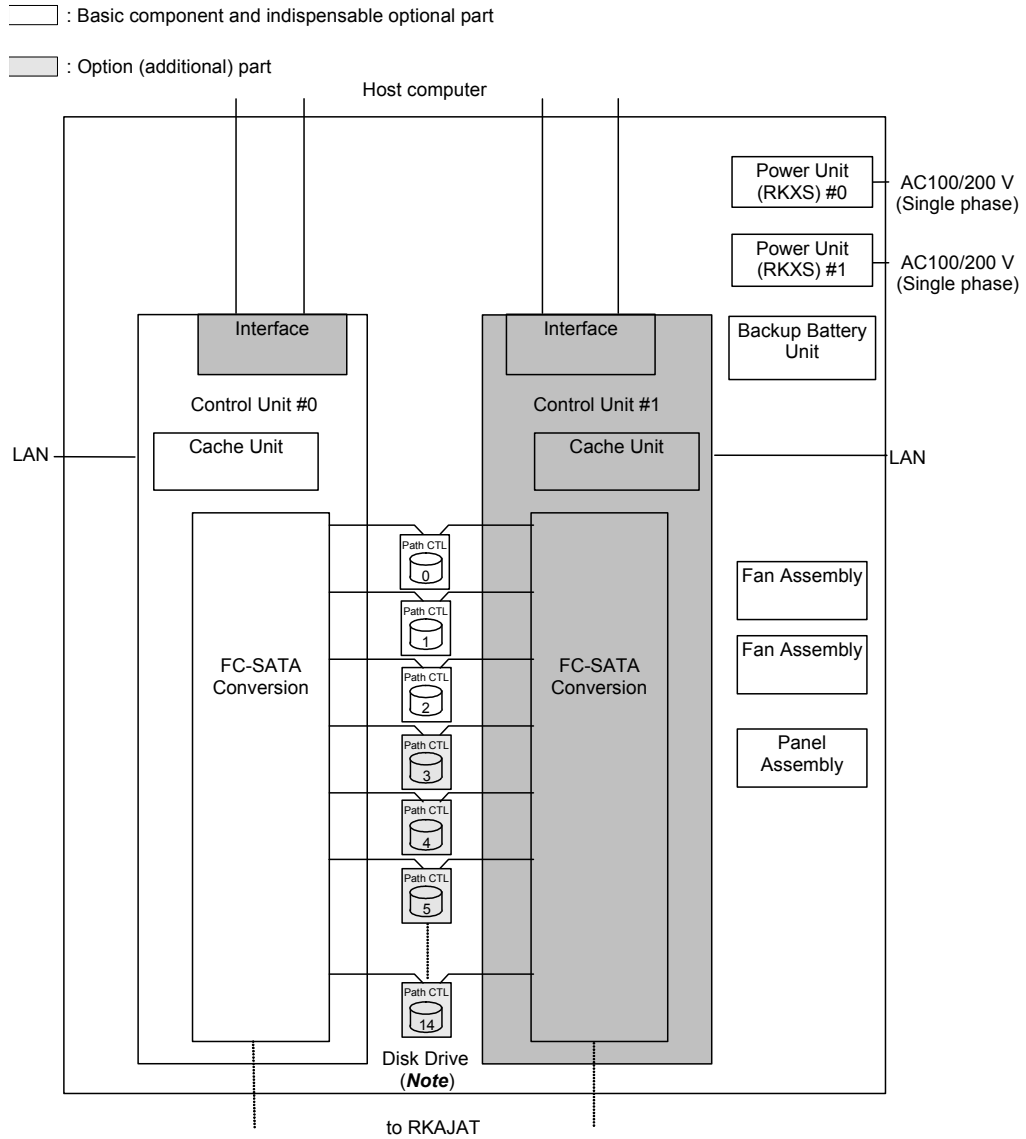 : Basic component and indispensable optional part
: Option (additional) part
Host computer
Power Unit
(RKXS) #0
AC100/200 V
(Single phase)
Power Unit
(RKXS) #1
AC100/200 V
(Single phase)
Interface
Interface
Backup Battery
Unit
Control Unit #0
Control Unit #1
LAN
Cache Unit
Cache Unit
LAN
Path CTL
0
Fan Assembly
Path CTL
1
Fan Assembly
FC-SATA
Conversion
Path CTL
2
FC-SATA
Conversion
Path CTL
3
Panel
Assembly
Path CTL
4
Path CTL
5
Path CTL
14
Disk Drive
(Note)
to RKAJAT